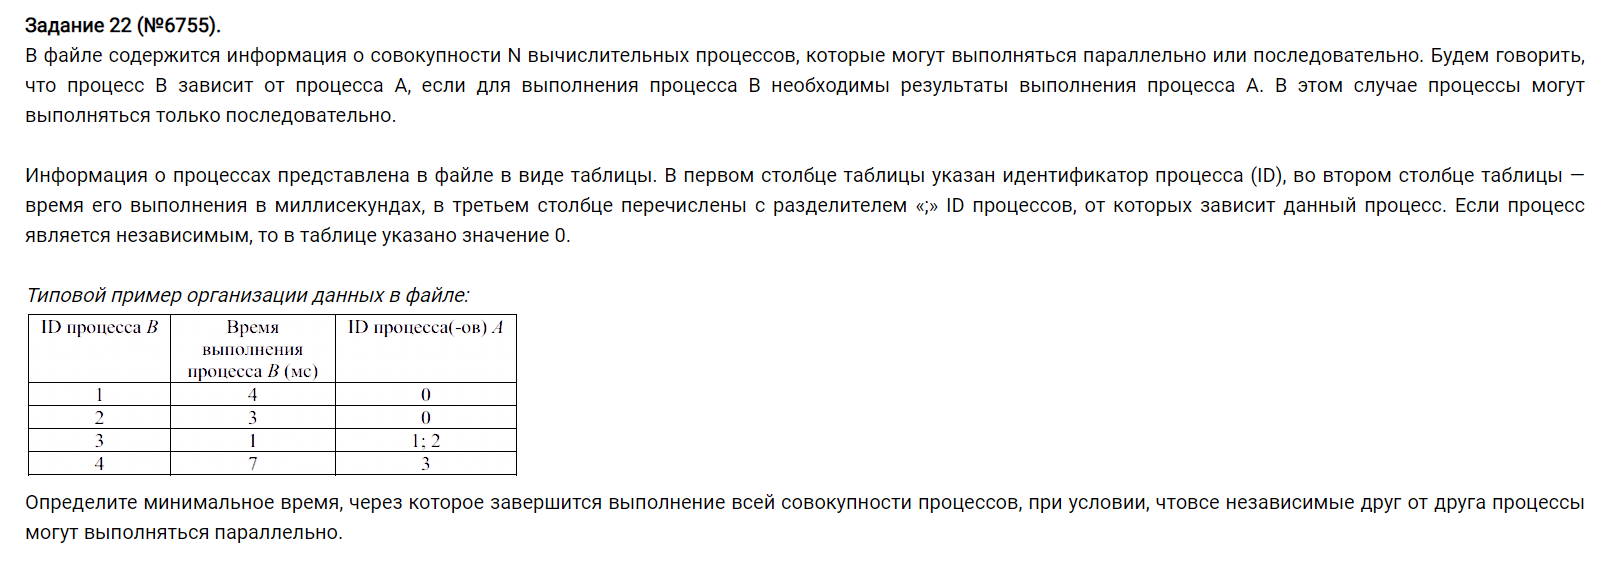 Задание 22 (№6755).
В файле содержится информация о совокупности N вычислительных процессов, которые могут выполняться параллельно или последовательно. Будем говорить,
что процесс B зависит от процесса A, если для выполнения процесса B необходимы результаты выполнения процесса A. В этом случае процессы могут
выполняться только последовательно.
Информация о процессах представлена в файле в виде таблицы. В первом столбце таблицы указан идентификатор процесса (ID), во втором столбце таблицы —
время его выполнения в миллисекундах, в третьем столбце перечислены с разделителем «;» ID процессов, от которых зависит данный процесс. Если процесс
является независимым, то в таблице указано значение 0.
Типовой пример организации данных в файле:
ID процесса B Время выполнения процесса B (мс) ID процесса(-ов) A
1 4 0
2 3 0
3 1 1; 2
4 7 3
Определите минимальное время, через которое завершится выполнение всей совокупности процессов, при условии, чтовсе независимые друг от друга процессы
могут выполняться параллельно.